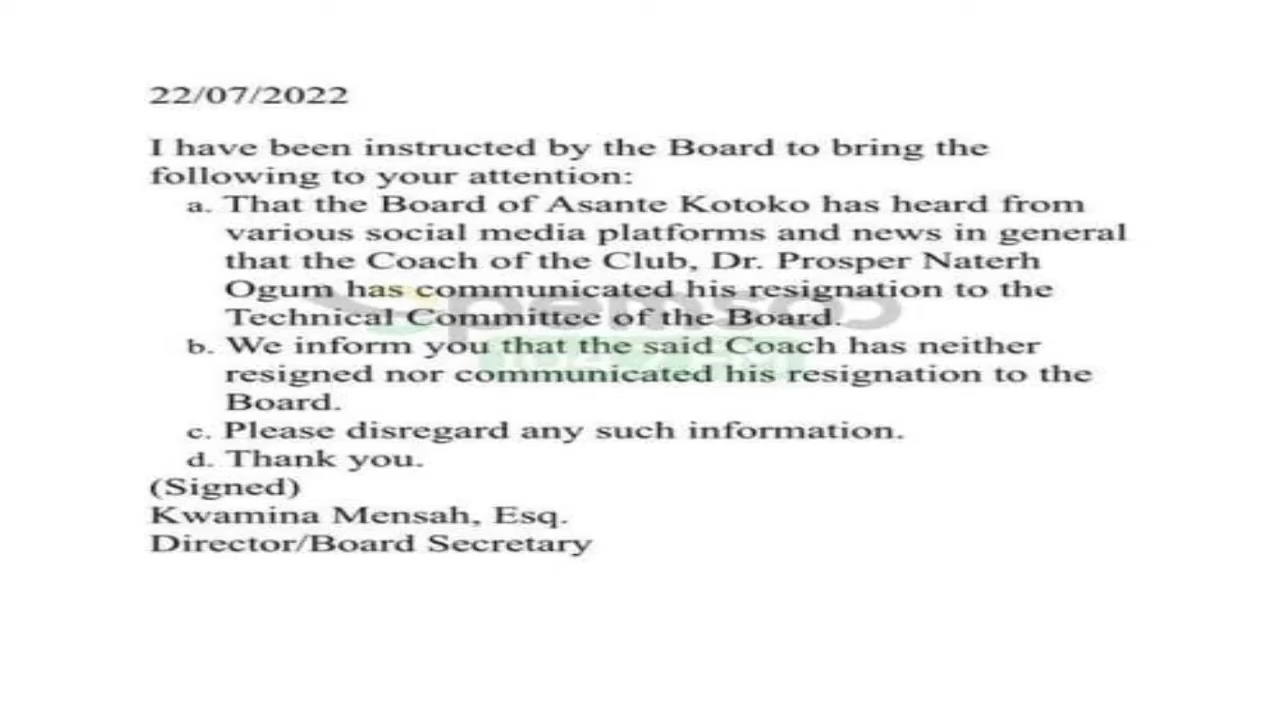 22/07/2022
I have been instructed by the Board to bring the
following to your attention:
a. That the Board of Asante Kotoko has heard from
various social media platforms and news in general
that the Coach of the Club, Dr. Prosper Naterh
Ogum has communicated his resignation to the
Technical Committee of the Board.
b. We inform you that the said Coach has neither
resigned nor communicated his resignation to the
Board.
c. Please disregard any such information.
d. Thank you.
(Signed)
Kwamina Mensah, Esq.
Director/Board Secretary